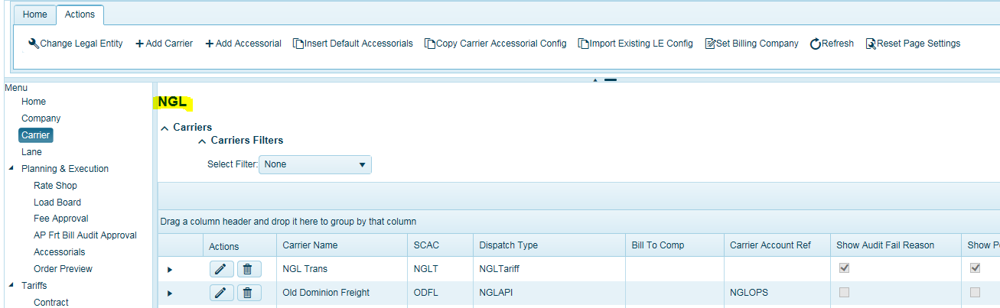 Home Actions
Change Legal Entity Add Carrier Add Accessorial Insert Default Accessorials Copy Carrier Accessorial Config Import Existing LE Config Set Billing Company Refresh Reset Page Settings
Menu
Home
Company
Carrier
Lane
Planning & Execution
Rate Shop
Load Board
Fee Approval
AP Frt Bill Audit Approval
Accessorials
Order Preview
Tariffs
Contract
NGL
Carriers
Carriers Filters
Select Filter: None
Drag a column header and drop it here to group by that column
Actions Carrier Name SCAC Dispatch Type Bill To Comp Carrier Account Ref Show Audit Fail Reason Show
NGL Trans NGLT NGLTariff
Old Dominion Freight ODFL NGLAPI NGLOPS